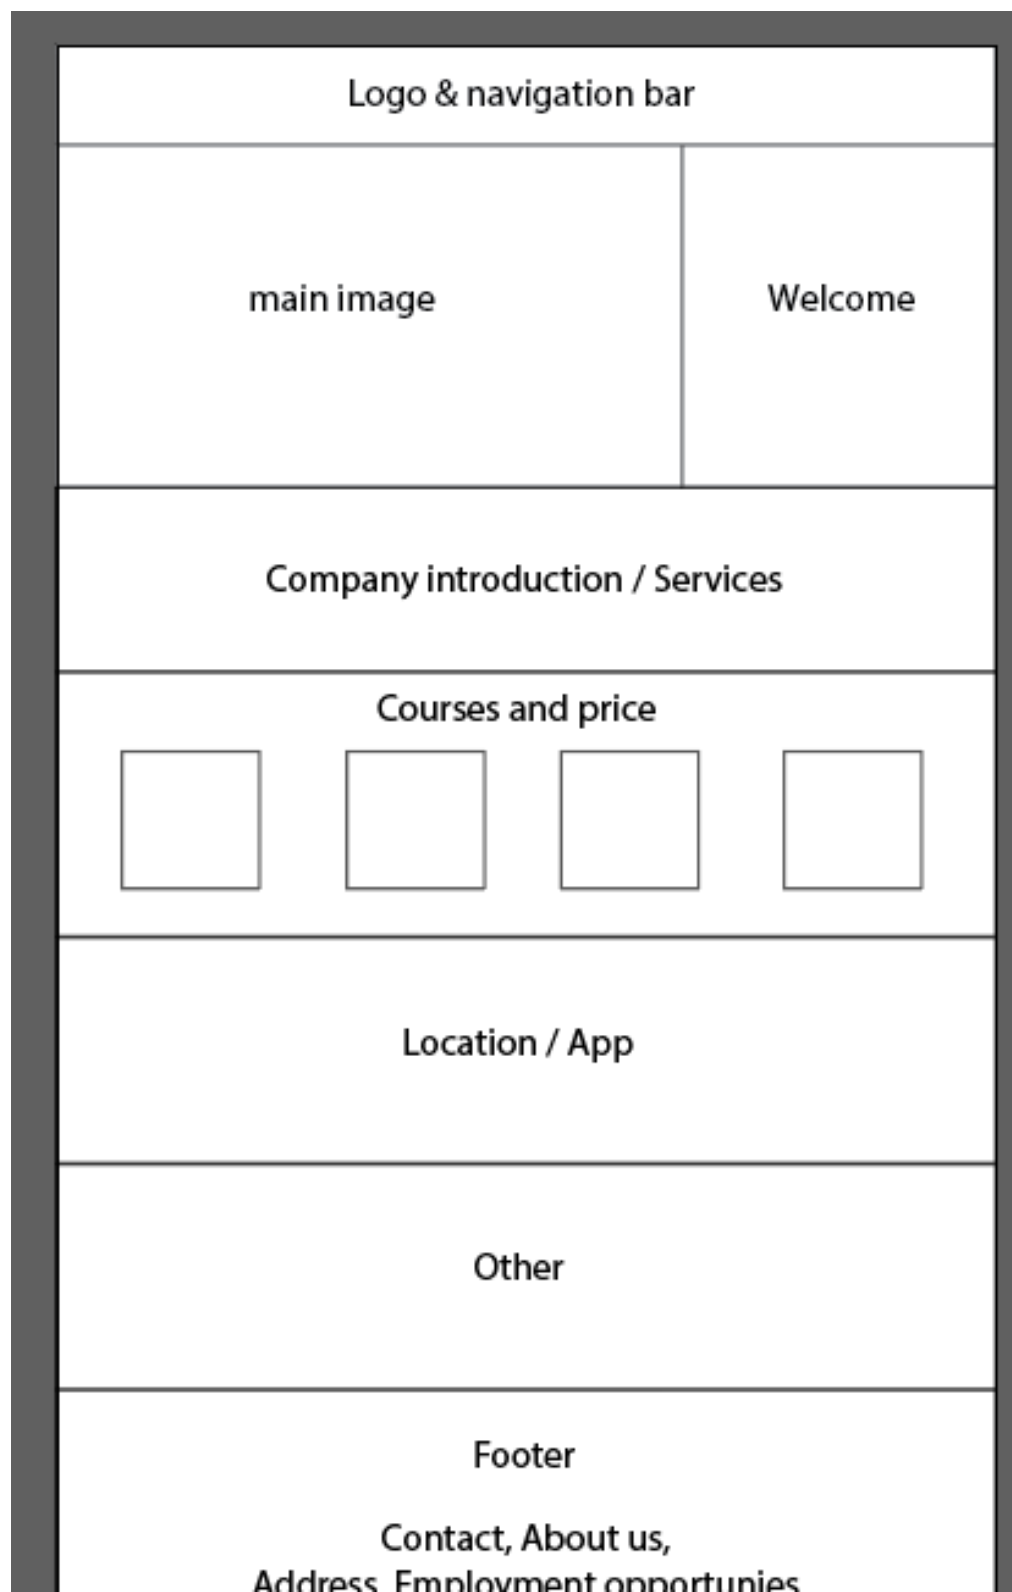 Logo & navigation bar
main image
Welcome
Company introduction / Services
Courses and price
Location / App
Other
Footer
Contact, About us,
Address, Employment opportunies